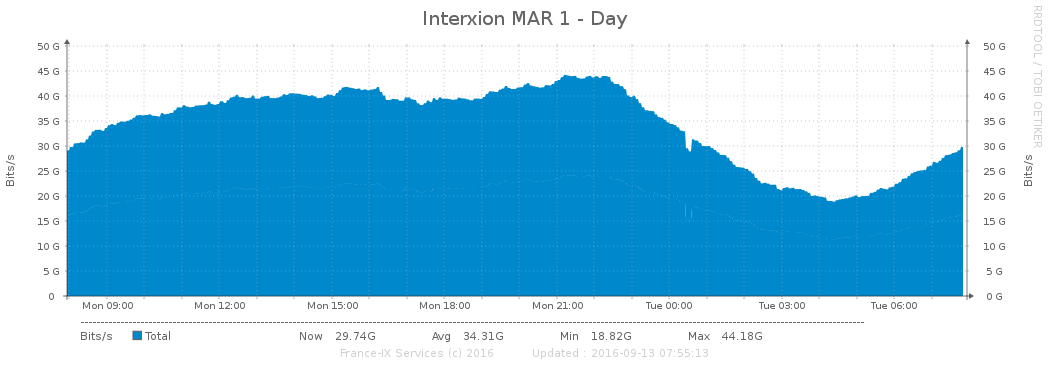 Interxion MAR 1 - Day
RRDTOOL / TOBI OETIKER
Bits/s
50 G 50 G
45 G 45 G
40 G 40 G
35 G 35 G
30 G 30 G
25 G 25 G
20 G 20 G
15 G 15 G
10 G 10 G
5 G 5 G
0 0 G
Bits/s
Mon 09:00 Mon 12:00 Mon 15:00 Mon 18:00 Mon 21:00 Tue 00:00 Tue 03:00 Tue 06:00
Bits/s Total Now 29.74G Avg 34.31G Min 18.82G Max 44.18G
France-IX Services (c) 2016 Updated : 2016-09-13 07:55:13